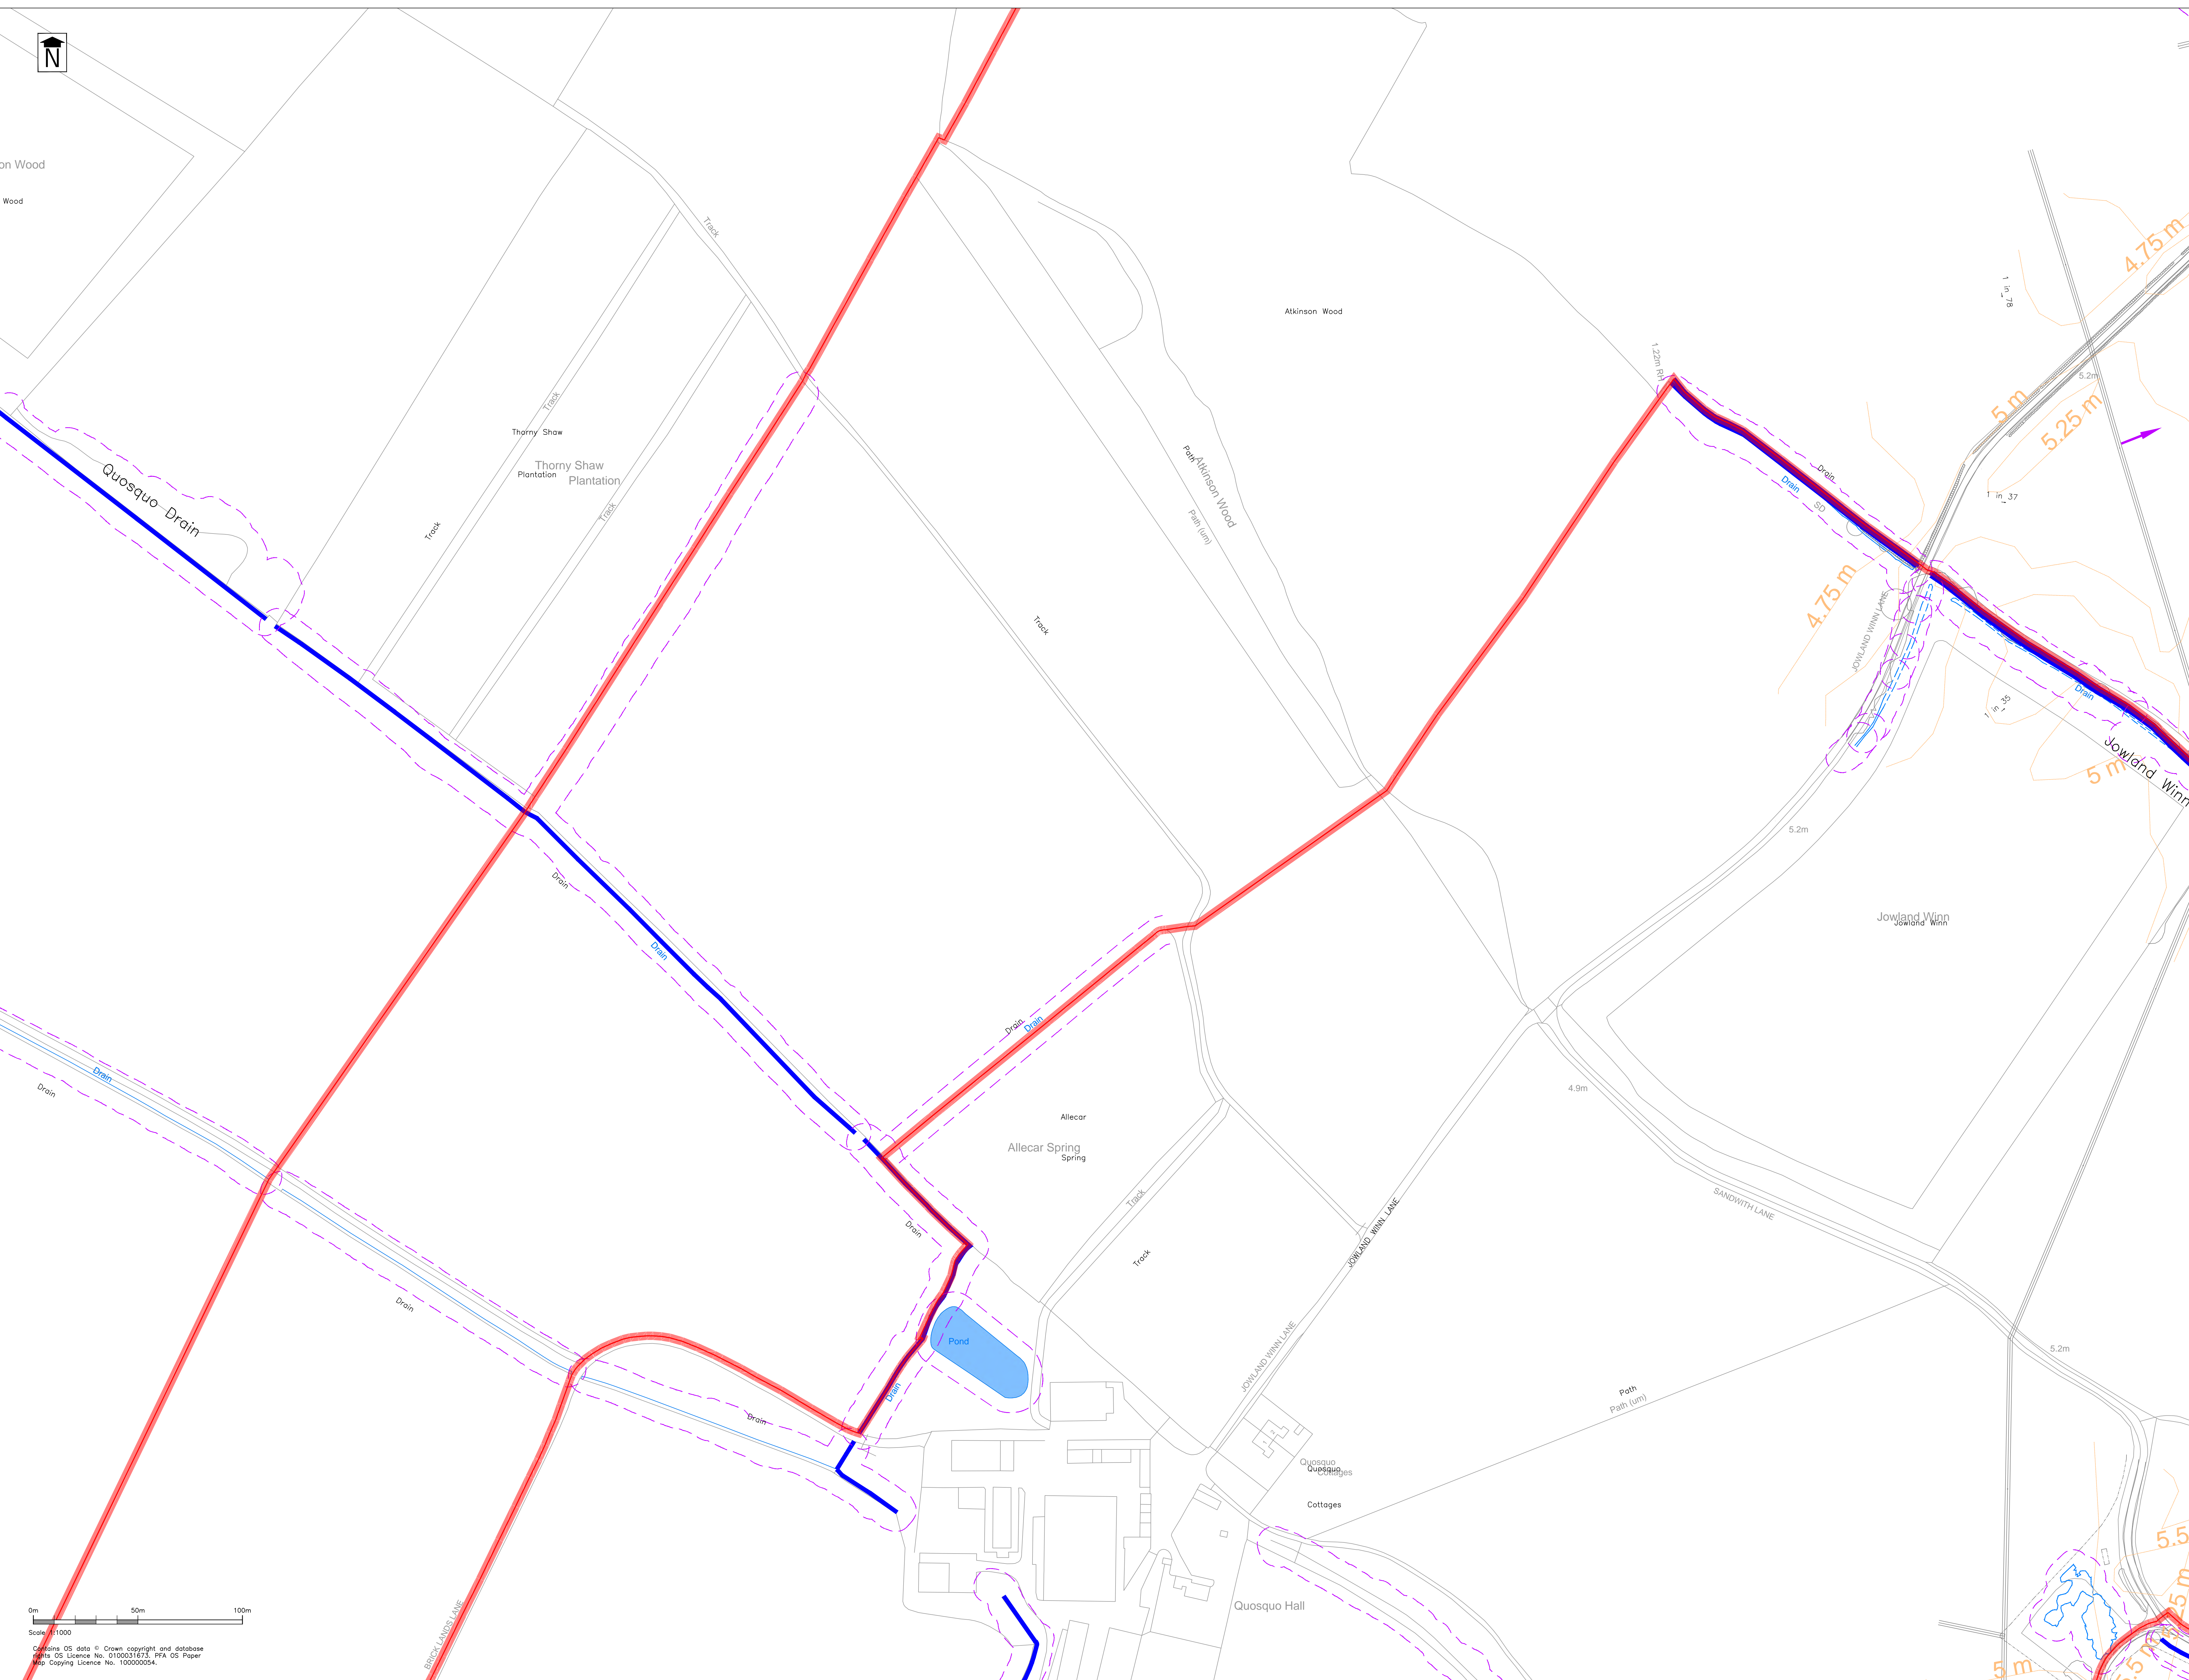 N
on Wood
Wood
Track
4.75 m
1 in 78
Atkinson Wood
1.22m RH
5.2m
5 m
5.25 m
Track
Thorny Shaw
Thorny Shaw
Plantation
Plantation
Track
Track
Quosquo Drain
Path
Atkinson Wood
Path (um)
Drain
Drain
SD
1 in 37
4.75 m
JOWLAND WINN LANE
Track
Drain
Jowland Winn
5 m
5.2m
Drain
Drain
Jowland Winn
Jowland Winn
Drain
Drain
Drain
Drain
4.9m
Allecar
Allecar Spring
Spring
Track
Track
SANDWITH LANE
JOWLAND WINN LANE
Drain
Drain
Pond
JOWLAND WINN LANE
5.2m
Drain
Drain
Path
Path (um)
Quosquo
Cottages
Quosquo
Cottages
Quosquo Hall
BRICK LANDS LANE
5.5
5 m
0m 50m 100m
Scale 1:1000
Contains OS data © Crown copyright and database
rights OS Licence No. 0100031673. PFA OS Paper
Map Copying Licence No. 100000054.